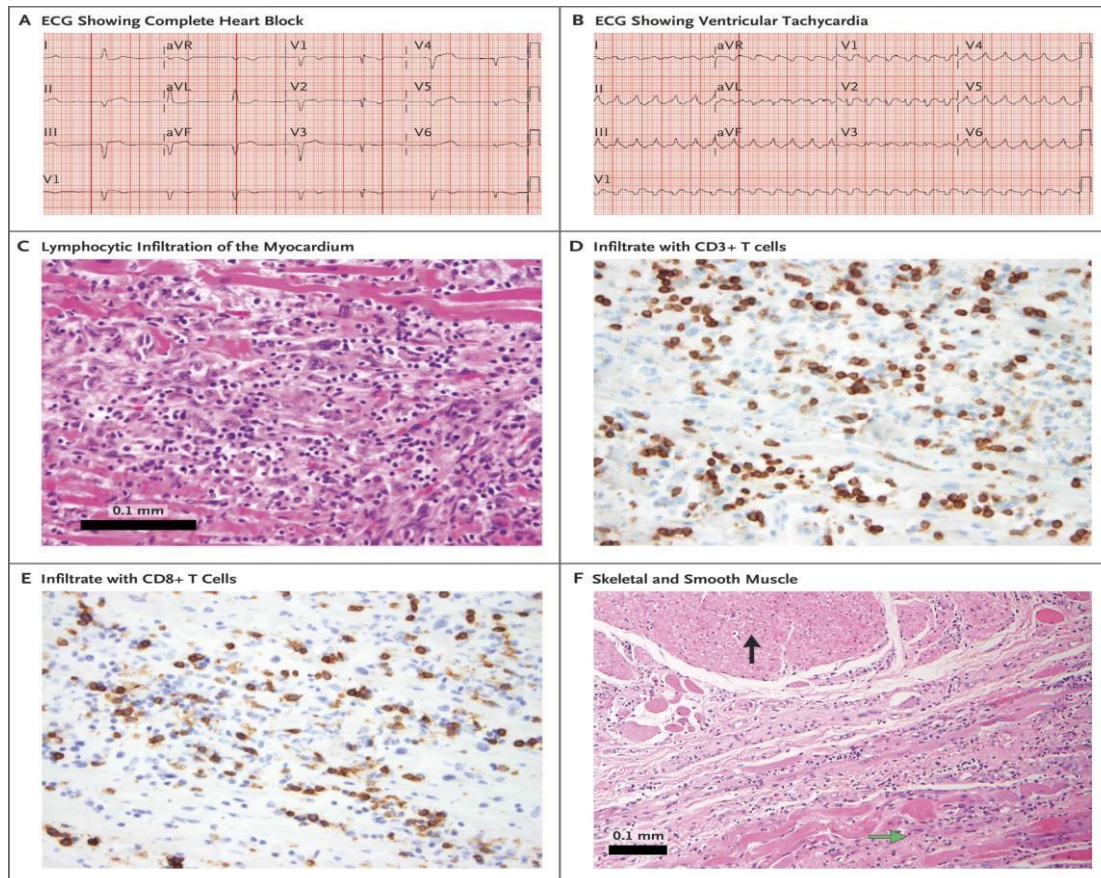 A ECG Showing Complete Heart Block
I aVR V1 V4
II aVL V2 V5
III aVF V3 V6
V1
B ECG Showing Ventricular Tachycardia
I aVR V1 V4
II aVL V2 V5
III aVF V3 V6
V1
C Lymphocytic Infiltration of the Myocardium
0.1 mm
D Infiltrate with CD3+ T cells
E Infiltrate with CD8+ T Cells
F Skeletal and Smooth Muscle
0.1 mm